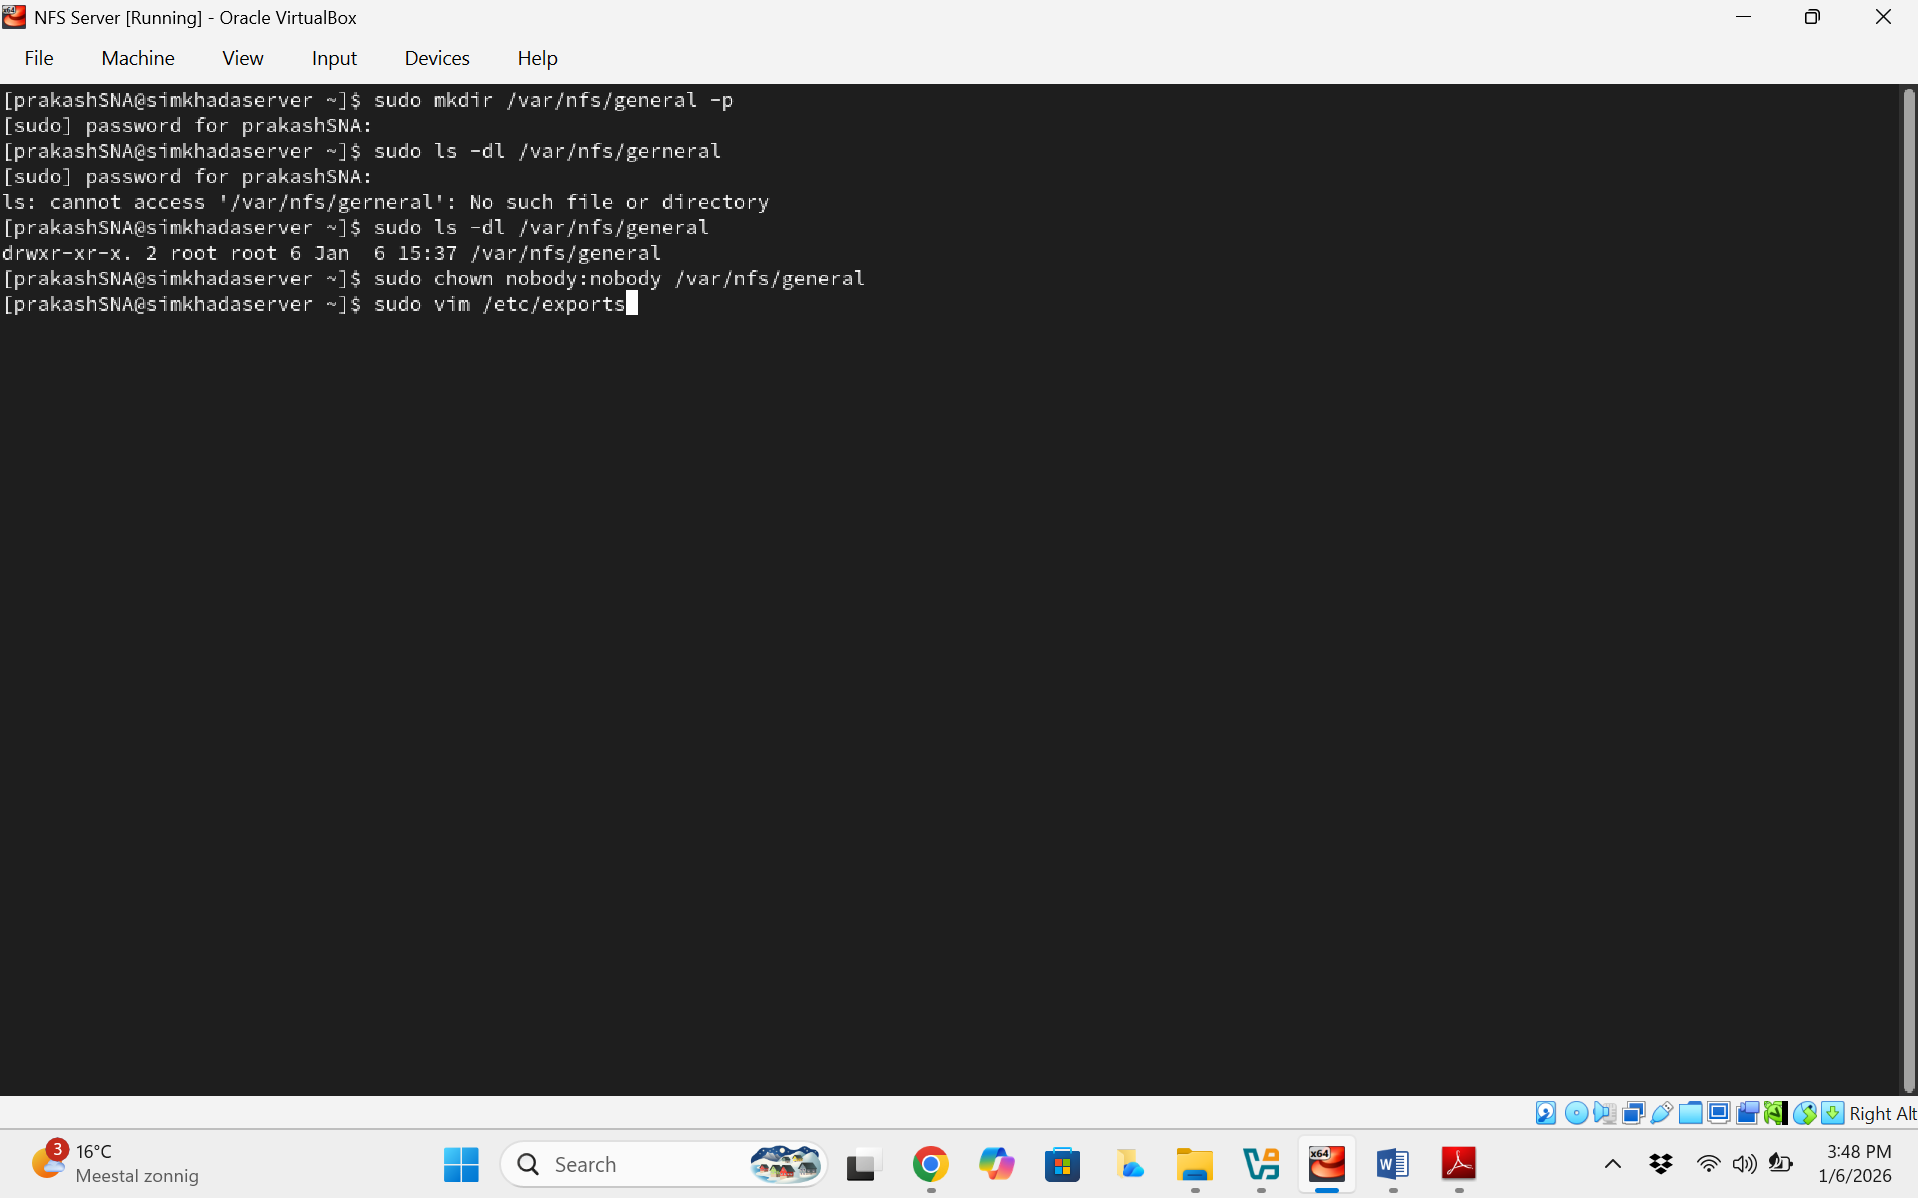 NFS Server [Running] - Oracle VirtualBox
File Machine View Input Devices Help
[prakashSNA@simkhadaserver ~]$ sudo mkdir /var/nfs/general -p
[sudo] password for prakashSNA:
[prakashSNA@simkhadaserver ~]$ sudo ls -dl /var/nfs/gerneral
[sudo] password for prakashSNA:
ls: cannot access '/var/nfs/gerneral': No such file or directory
[prakashSNA@simkhadaserver ~]$ sudo ls -dl /var/nfs/general
drwxr-xr-x. 2 root root 6 Jan  6 15:37 /var/nfs/general
[prakashSNA@simkhadaserver ~]$ sudo chown nobody:nobody /var/nfs/general
[prakashSNA@simkhadaserver ~]$ sudo vim /etc/exports
Right Alt
3
16°C
Meestal zonnig
Search
x64
W
3:48 PM
1/6/2026